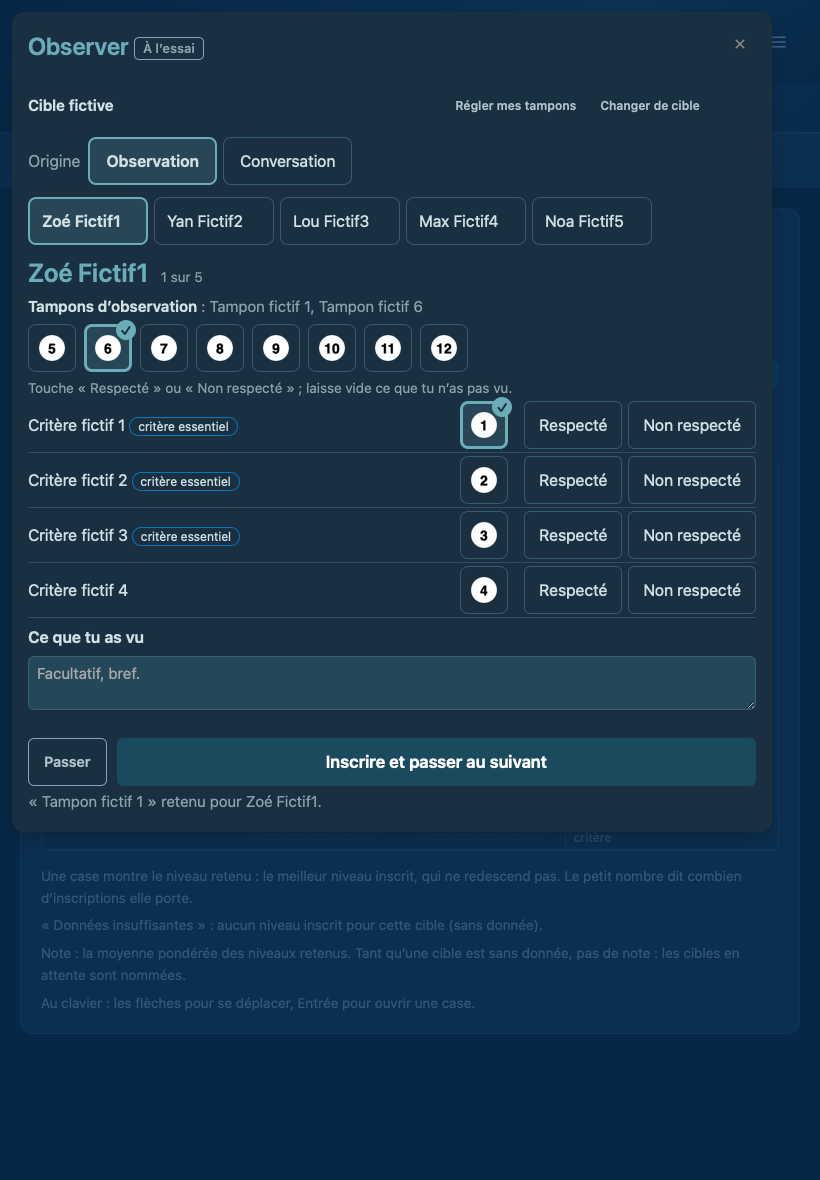 Observer À l’essai ×
Cible fictive Régler mes tampons Changer de cible
Origine Observation Conversation
Zoé Fictif1 Yan Fictif2 Lou Fictif3 Max Fictif4 Noa Fictif5
Zoé Fictif1 1 sur 5
Tampons d’observation : Tampon fictif 1, Tampon fictif 6
5 6 7 8 9 10 11 12
Touche « Respecté » ou « Non respecté » ; laisse vide ce que tu n’as pas vu.
Critère fictif 1 critère essentiel 1 Respecté Non respecté
Critère fictif 2 critère essentiel 2 Respecté Non respecté
Critère fictif 3 critère essentiel 3 Respecté Non respecté
Critère fictif 4 4 Respecté Non respecté
Ce que tu as vu
Facultatif, bref.
Passer Inscrire et passer au suivant
« Tampon fictif 1 » retenu pour Zoé Fictif1.
critère
Une case montre le niveau retenu : le meilleur niveau inscrit, qui ne redescend pas. Le petit nombre dit combien
d’inscriptions elle porte.
« Données insuffisantes » : aucun niveau inscrit pour cette cible (sans donnée).
Note : la moyenne pondérée des niveaux retenus. Tant qu’une cible est sans donnée, pas de note : les cibles en
attente sont nommées.
Au clavier : les flèches pour se déplacer, Entrée pour ouvrir une case.